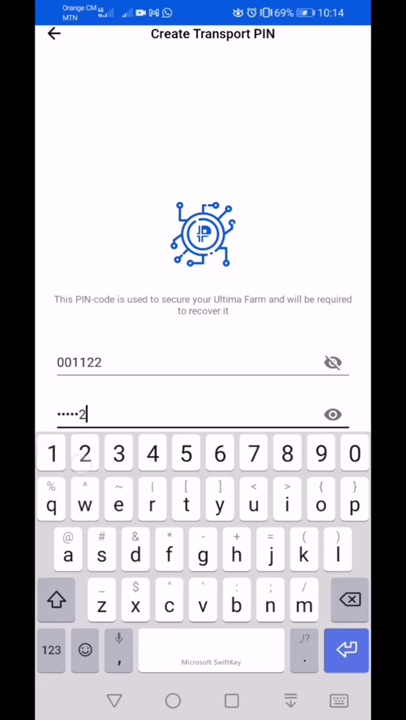 Orange CM
MTN
69%
10:14
Create Transport PIN
This PIN-code is used to secure your Ultima Farm and will be required
to recover it
001122
•••••2
1 2 3 4 5 6 7 8 9 0
% ^ ~ | [ ] < > { }
q w e r t y u i o p
@ # & * - + = ( )
a s d f g h j k l
_ $ " ' : ; /
z x c v b n m
123 , Microsoft SwiftKey ,!? .